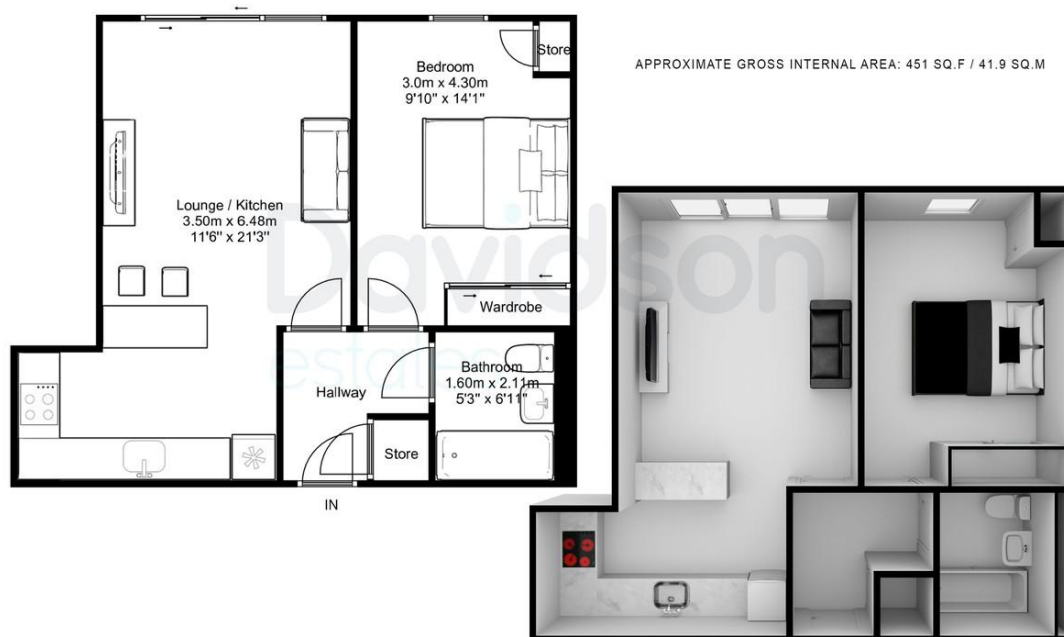 Bedroom
3.0m x 4.30m
9'10" x 14'1"
Store
APPROXIMATE GROSS INTERNAL AREA: 451 SQ.F / 41.9 SQ.M
Lounge / Kitchen
3.50m x 6.48m
11'6" x 21'3"
Davidson
estates
Wardrobe
Hallway
Bathroom
1.60m x 2.11m
5'3" x 6'11"
Store
IN